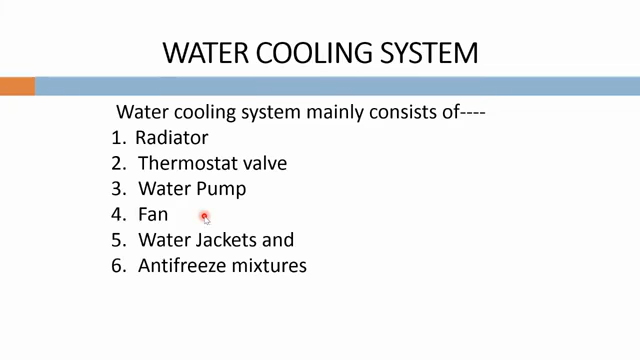 WATER COOLING SYSTEM
Water cooling system mainly consists of----
1. Radiator
2. Thermostat valve
3. Water Pump
4. Fan
5. Water Jackets and
6. Antifreeze mixtures